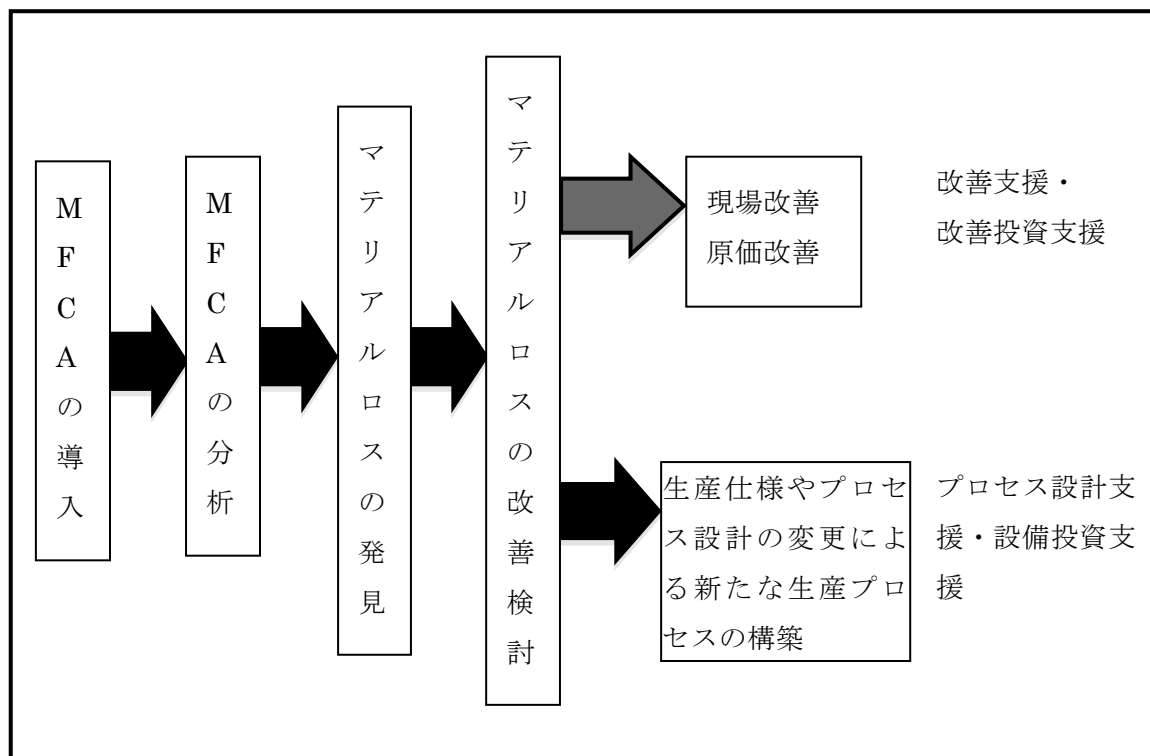 MFCAの導入
MFCAの分析
マテリアルロスの発見
マテリアルロスの改善検討
現場改善
原価改善
改善支援・
改善投資支援
生産仕様やプロセ
ス設計の変更によ
る新たな生産プロ
セスの構築
プロセス設計支
援・設備投資支
援